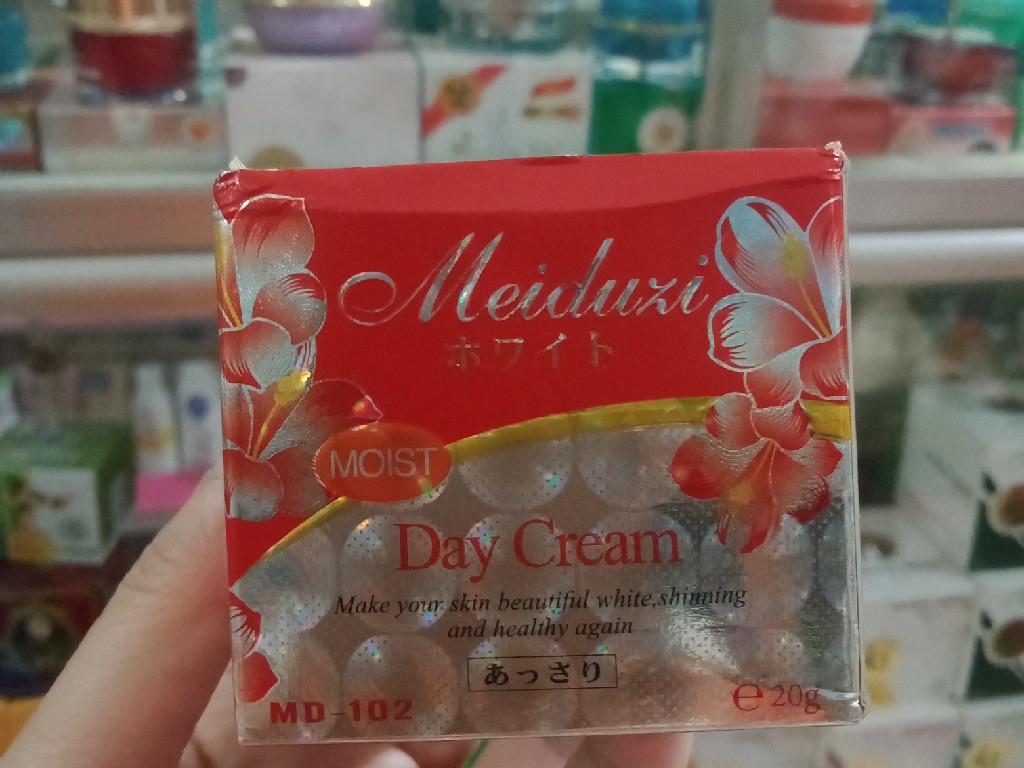 Meiduzi
ホワイト
MOIST
Day Cream
Make your skin beautiful white,shinning
and healthy again
あっさり
MD-102
℮ 20g